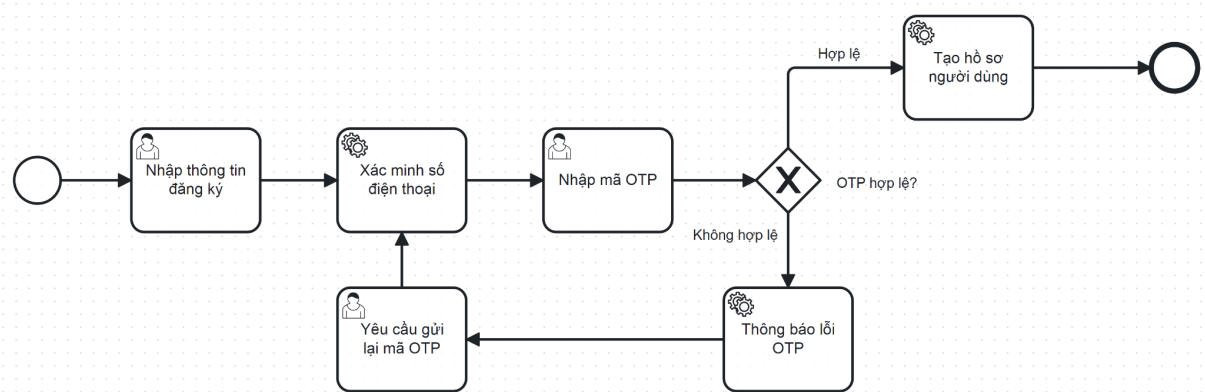 Hợp lệ
Tạo hồ sơ
người dùng
Nhập thông tin
đăng ký
Xác minh số
điện thoại
Nhập mã OTP
OTP hợp lệ?
Không hợp lệ
Yêu cầu gửi
lại mã OTP
Thông báo lỗi
OTP